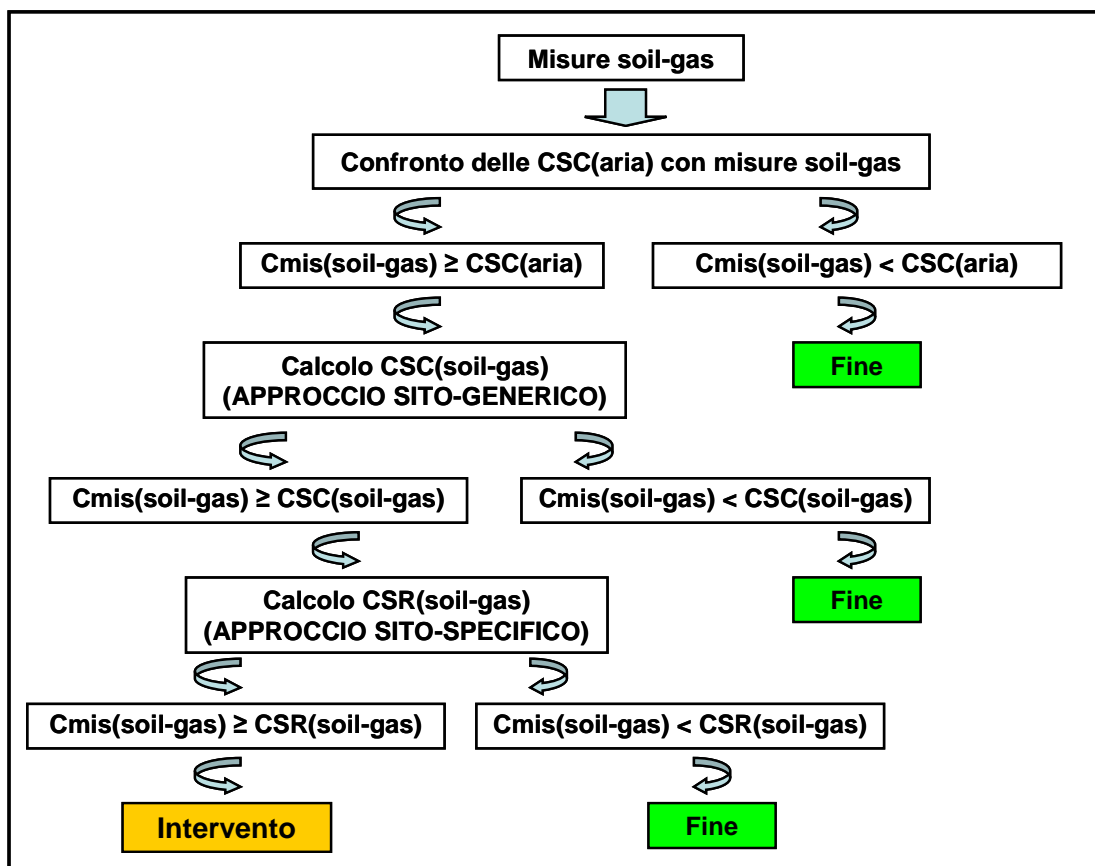 Misure soil-gas
Confronto delle CSC(aria) con misure soil-gas
Cmis(soil-gas) ≥ CSC(aria)
Cmis(soil-gas) < CSC(aria)
Calcolo CSC(soil-gas)
(APPROCCIO SITO-GENERICO)
Fine
Cmis(soil-gas) ≥ CSC(soil-gas)
Cmis(soil-gas) < CSC(soil-gas)
Calcolo CSR(soil-gas)
(APPROCCIO SITO-SPECIFICO)
Fine
Cmis(soil-gas) ≥ CSR(soil-gas)
Cmis(soil-gas) < CSR(soil-gas)
Intervento
Fine